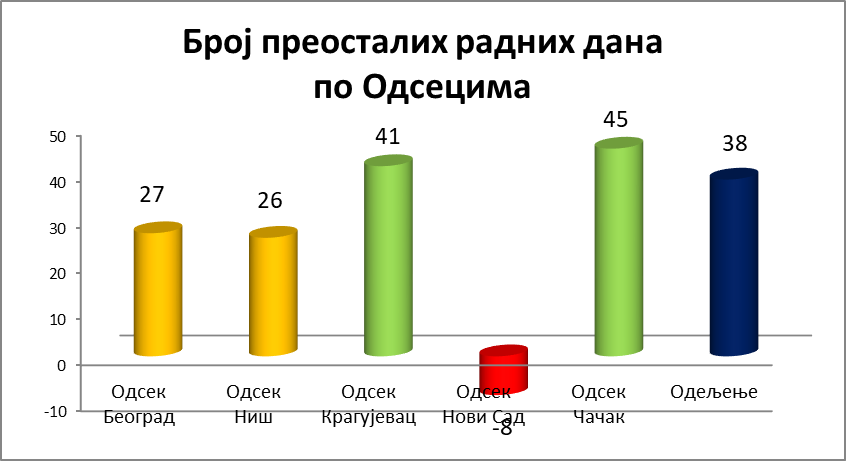 Број преосталих радних дана
по Одсецима
50
40
30
20
10
0
-10
27
26
41
-8
45
38
Одсек
Београд
Одсек
Ниш
Одсек
Крагујевац
Одсек
Нови Сад
Одсек
Чачак
Одељење